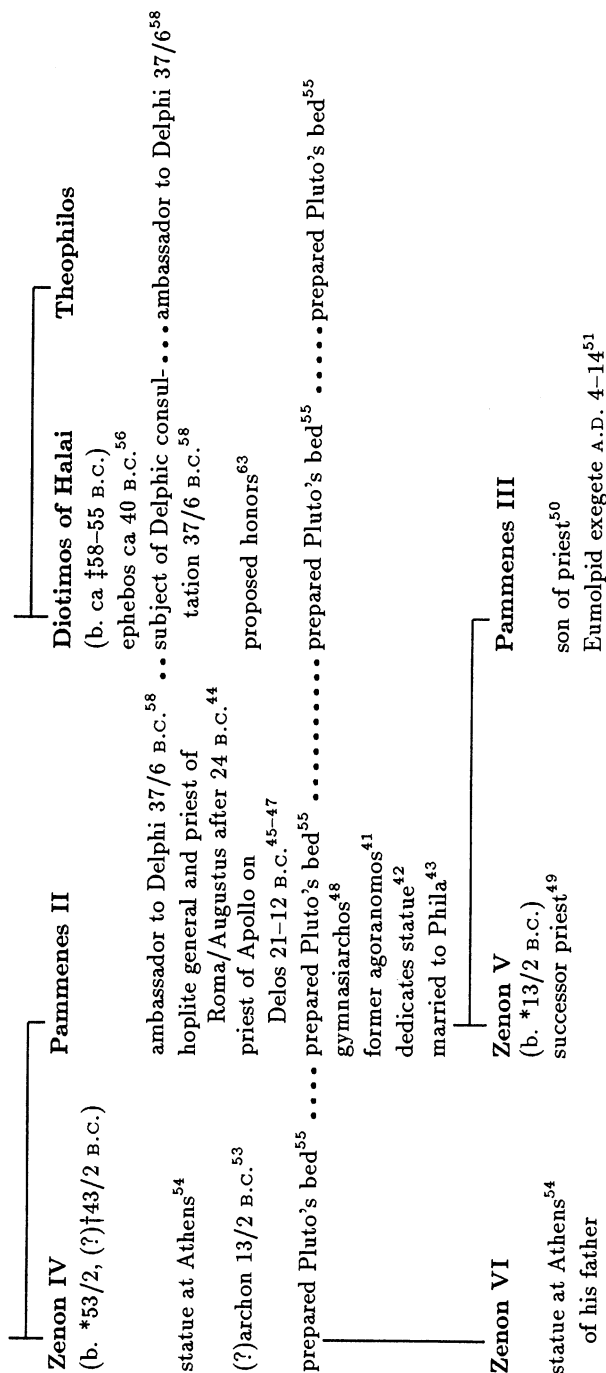 Zenon IV
(b. *53/2, (?)†43/2 B.C.)
statue at Athens⁵⁴
(?)archon 13/2 B.C.⁵³
prepared Pluto's bed⁵⁵ ....
Pammenes II
ambassador to Delphi 37/6 B.C.⁵⁸ ..
hoplite general and priest of
Roma/Augustus after 24 B.C.⁴⁴
priest of Apollo on
Delos 21–12 B.C.⁴⁵⁻⁴⁷
prepared Pluto's bed⁵⁵ ...........
gymnasiarchos⁴⁸
former agoranomos⁴¹
dedicates statue⁴²
married to Phila⁴³
Diotimos of Halai
(b. ca ‡58–55 B.C.)
ephebos ca 40 B.C.⁵⁶
subject of Delphic consul-....
tation 37/6 B.C.⁵⁸
proposed honors⁶³
prepared Pluto's bed⁵⁵ .....
Theophilos
ambassador to Delphi 37/6⁵⁸
prepared Pluto's bed⁵⁵
Zenon VI
statue at Athens⁵⁴
of his father
Zenon V
(b. *13/2 B.C.)
successor priest⁴⁹
Pammenes III
son of priest⁵⁰
Eumolpid exegete A.D. 4–14⁵¹